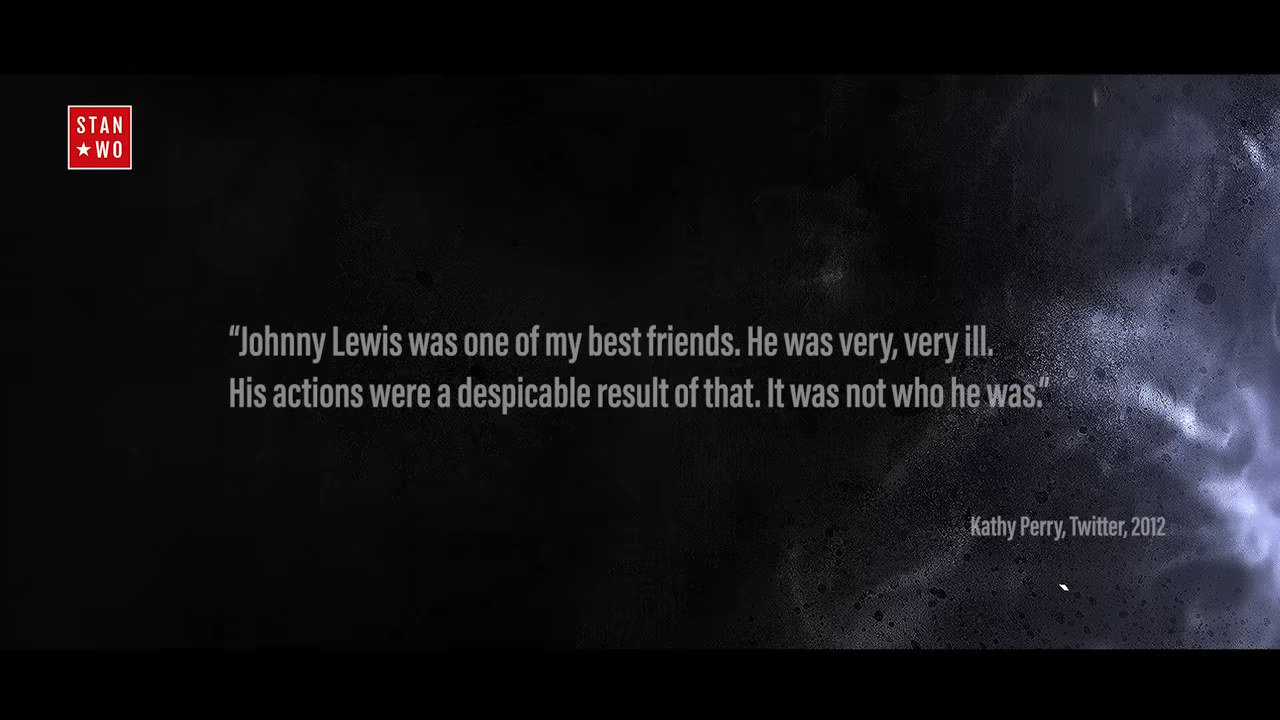 STAN
★WO
“Johnny Lewis was one of my best friends. He was very, very ill.
His actions were a despicable result of that. It was not who he was.”
Kathy Perry, Twitter, 2012